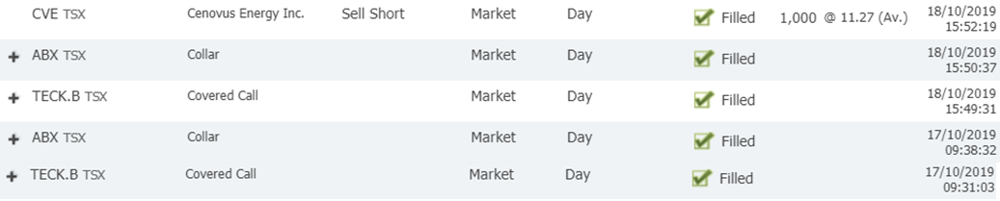 CVE TSX Cenovus Energy Inc. Sell Short Market Day Filled 1,000 @ 11.27 (Av.) 18/10/2019
15:52:19
+ ABX TSX Collar Market Day Filled 18/10/2019
15:50:37
+ TECK.B TSX Covered Call Market Day Filled 18/10/2019
15:49:31
+ ABX TSX Collar Market Day Filled 17/10/2019
09:38:32
+ TECK.B TSX Covered Call Market Day Filled 17/10/2019
09:31:03